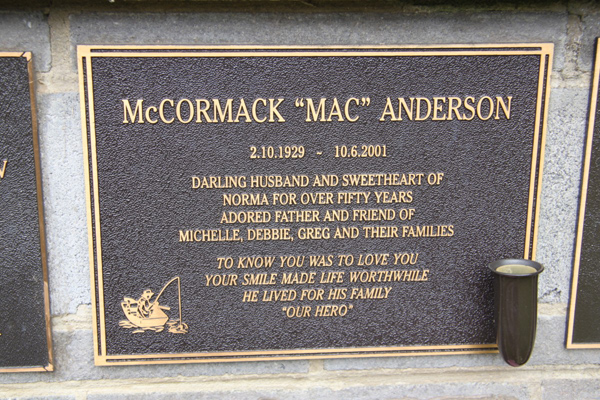 McCORMACK “MAC” ANDERSON
2.10.1929 - 10.6.2001
DARLING HUSBAND AND SWEETHEART OF
NORMA FOR OVER FIFTY YEARS
ADORED FATHER AND FRIEND OF
MICHELLE, DEBBIE, GREG AND THEIR FAMILIES
TO KNOW YOU WAS TO LOVE YOU
YOUR SMILE MADE LIFE WORTHWHILE
HE LIVED FOR HIS FAMILY
“OUR HERO”